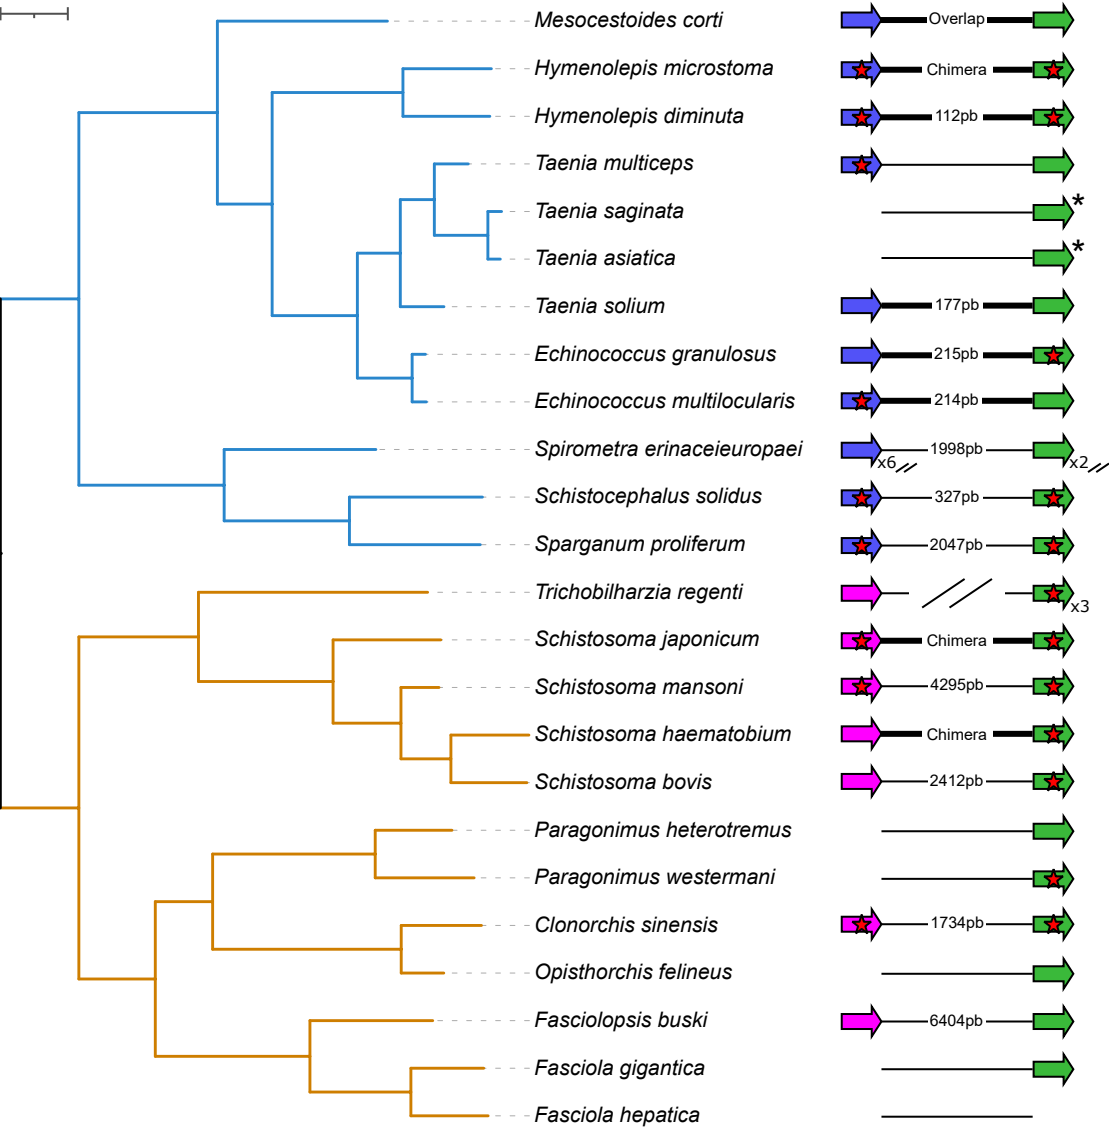 Mesocestoides corti Overlap
Hymenolepis microstoma Chimera
Hymenolepis diminuta 112pb
Taenia multiceps
Taenia saginata *
Taenia asiatica *
Taenia solium 177pb
Echinococcus granulosus 215pb
Echinococcus multilocularis 214pb
Spirometra erinaceieuropaei 1998pb
x6 x2
Schistocephalus solidus 327pb
Sparganum proliferum 2047pb
Trichobilharzia regenti
x3
Schistosoma japonicum Chimera
Schistosoma mansoni 4295pb
Schistosoma haematobium Chimera
Schistosoma bovis 2412pb
Paragonimus heterotremus
Paragonimus westermani
Clonorchis sinensis 1734pb
Opisthorchis felineus
Fasciolopsis buski 6404pb
Fasciola gigantica
Fasciola hepatica